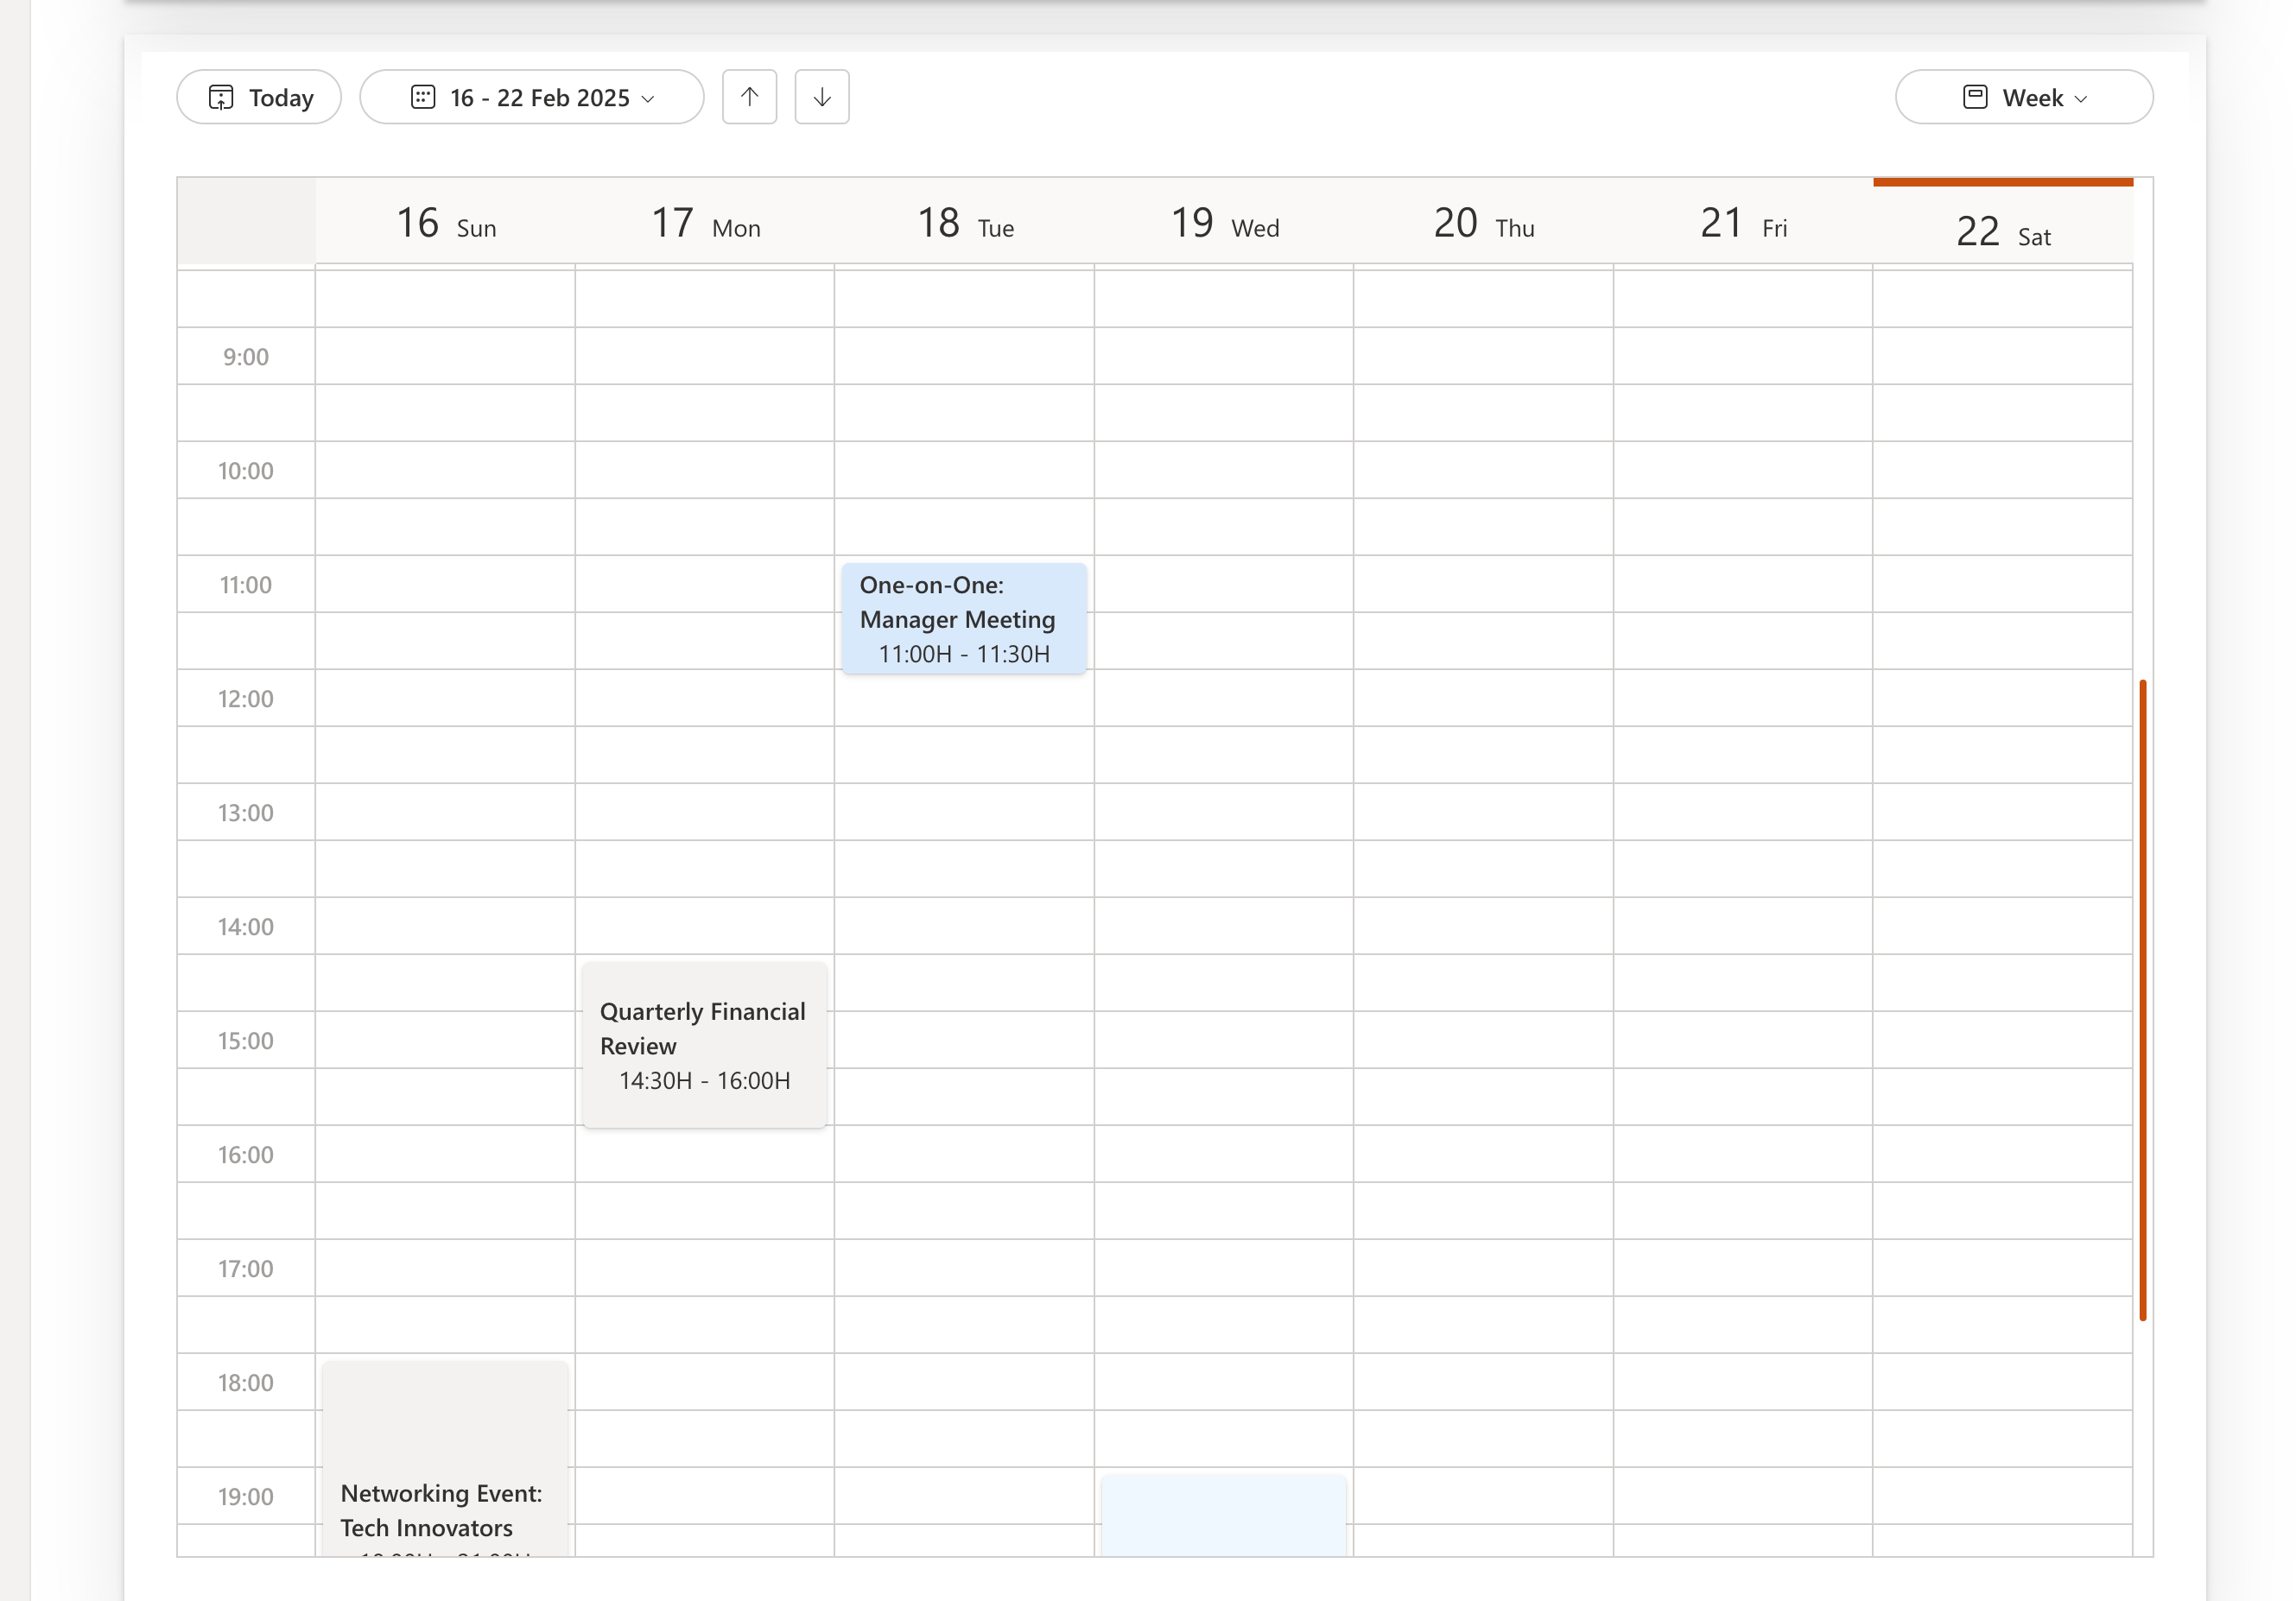 Today
16 - 22 Feb 2025
Week
16 Sun
17 Mon
18 Tue
19 Wed
20 Thu
21 Fri
22 Sat
9:00
10:00
11:00
One-on-One:
Manager Meeting
11:00H - 11:30H
12:00
13:00
14:00
Quarterly Financial
Review
14:30H - 16:00H
15:00
16:00
17:00
18:00
19:00
Networking Event:
Tech Innovators